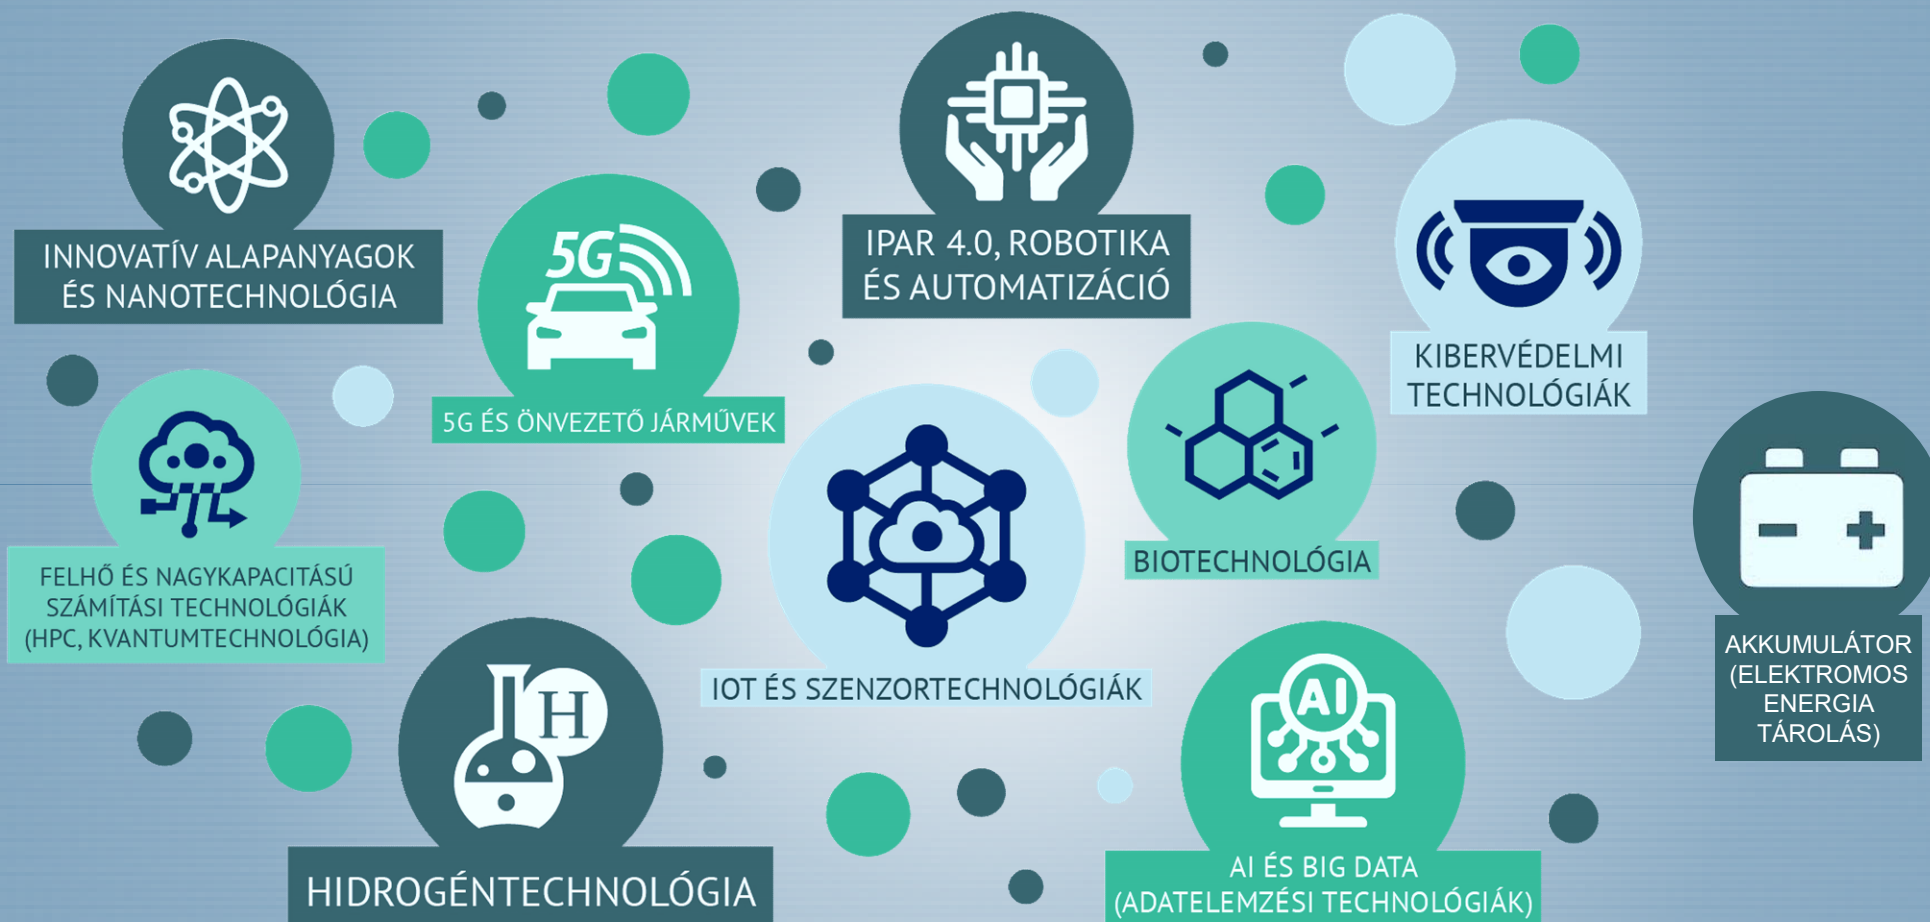 INNOVATÍV ALAPANYAGOK
ÉS NANOTECHNOLÓGIA
5G
5G ÉS ÖNVEZETŐ JÁRMŰVEK
IPAR 4.0, ROBOTIKA
ÉS AUTOMATIZÁCIÓ
KIBERVÉDELMI
TECHNOLÓGIÁK
FELHŐ ÉS NAGYKAPACITÁSÚ
SZÁMÍTÁSI TECHNOLÓGIÁK
(HPC, KVANTUMTECHNOLÓGIA)
IOT ÉS SZENZORTECHNOLÓGIÁK
BIOTECHNOLÓGIA
AKKUMULÁTOR
(ELEKTROMOS
ENERGIA
TÁROLÁS)
H
HIDROGÉNTECHNOLÓGIA
AI
AI ÉS BIG DATA
(ADATELEMZÉSI TECHNOLÓGIÁK)